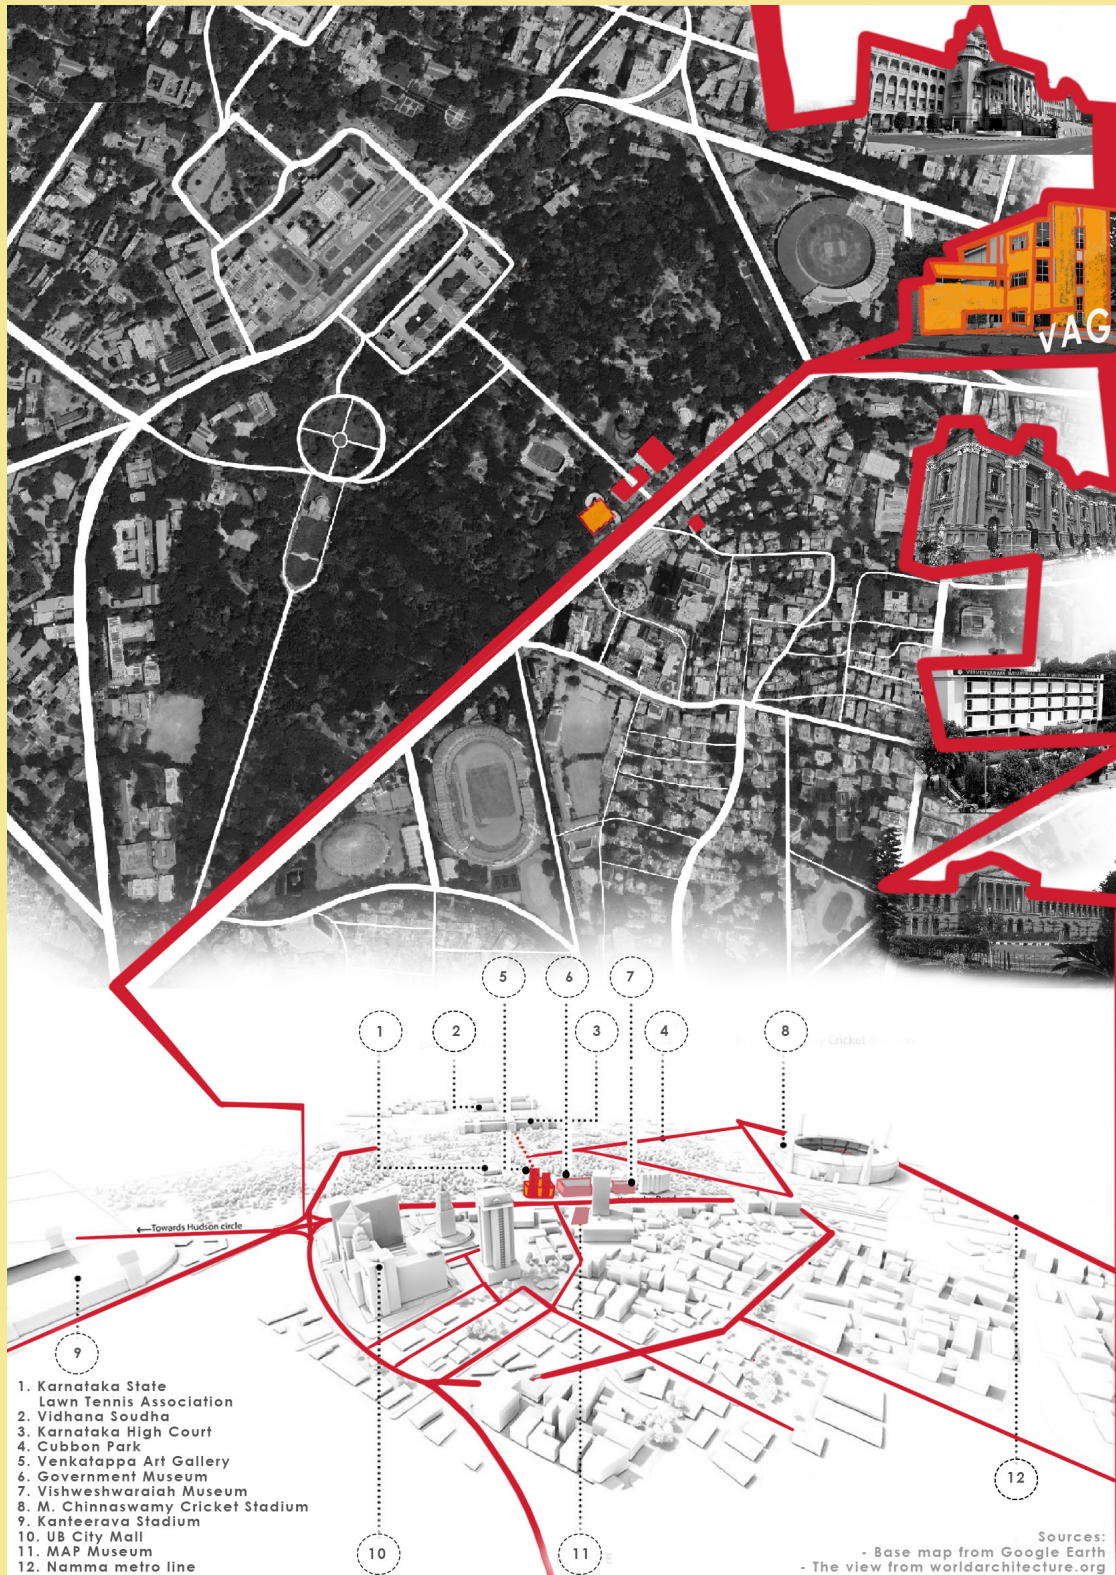 VAG
5
6
7
1
2
3
4
8
Cricket
←Towards Hudson circle
9
12
10
11
1. Karnataka State
Lawn Tennis Association
2. Vidhana Soudha
3. Karnataka High Court
4. Cubbon Park
5. Venkatappa Art Gallery
6. Government Museum
7. Vishweshwaraiah Museum
8. M. Chinnaswamy Cricket Stadium
9. Kanteerava Stadium
10. UB City Mall
11. MAP Museum
12. Namma metro line
Sources:
- Base map from Google Earth
- The view from worldarchitecture.org